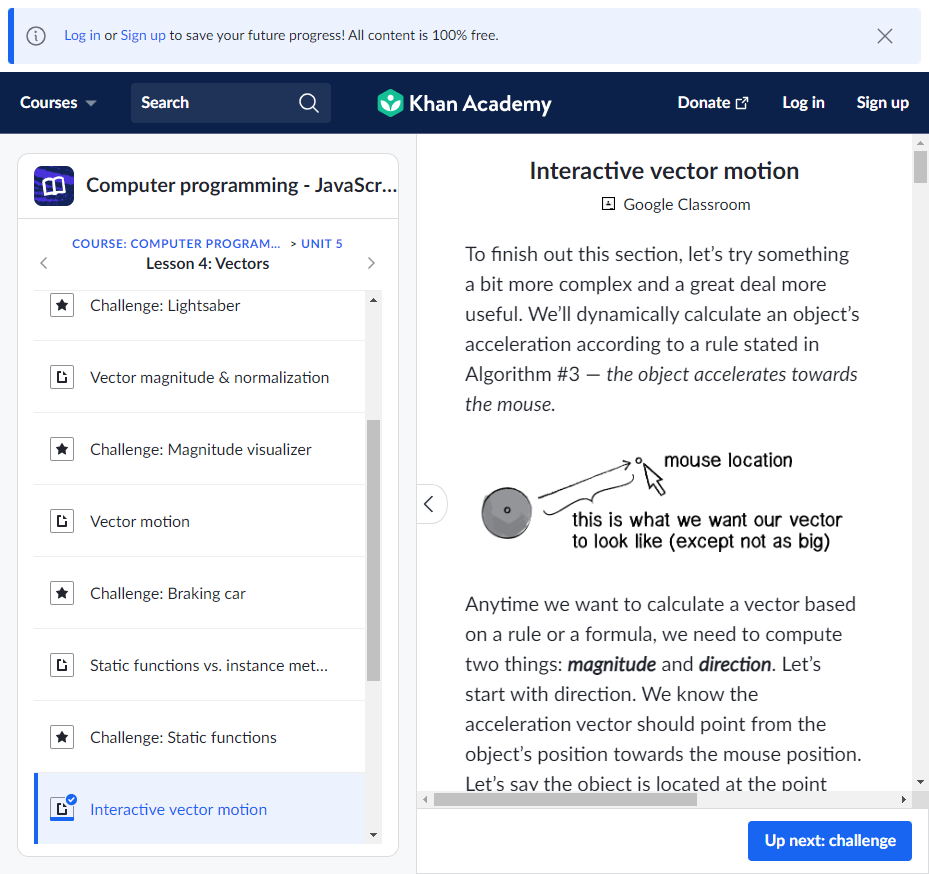 Log in or Sign up to save your future progress! All content is 100% free.
Courses
Search
Khan Academy
Donate
Log in
Sign up
Computer programming - JavaScr...
COURSE: COMPUTER PROGRAM... > UNIT 5
Lesson 4: Vectors
Challenge: Lightsaber
Vector magnitude & normalization
Challenge: Magnitude visualizer
Vector motion
Challenge: Braking car
Static functions vs. instance met...
Challenge: Static functions
Interactive vector motion
Interactive vector motion
Google Classroom
To finish out this section, let’s try something
a bit more complex and a great deal more
useful. We’ll dynamically calculate an object’s
acceleration according to a rule stated in
Algorithm #3 — the object accelerates towards
the mouse.
mouse location
this is what we want our vector
to look like (except not as big)
Anytime we want to calculate a vector based
on a rule or a formula, we need to compute
two things: magnitude and direction. Let’s
start with direction. We know the
acceleration vector should point from the
object’s position towards the mouse position.
Let’s say the object is located at the point
Up next: challenge